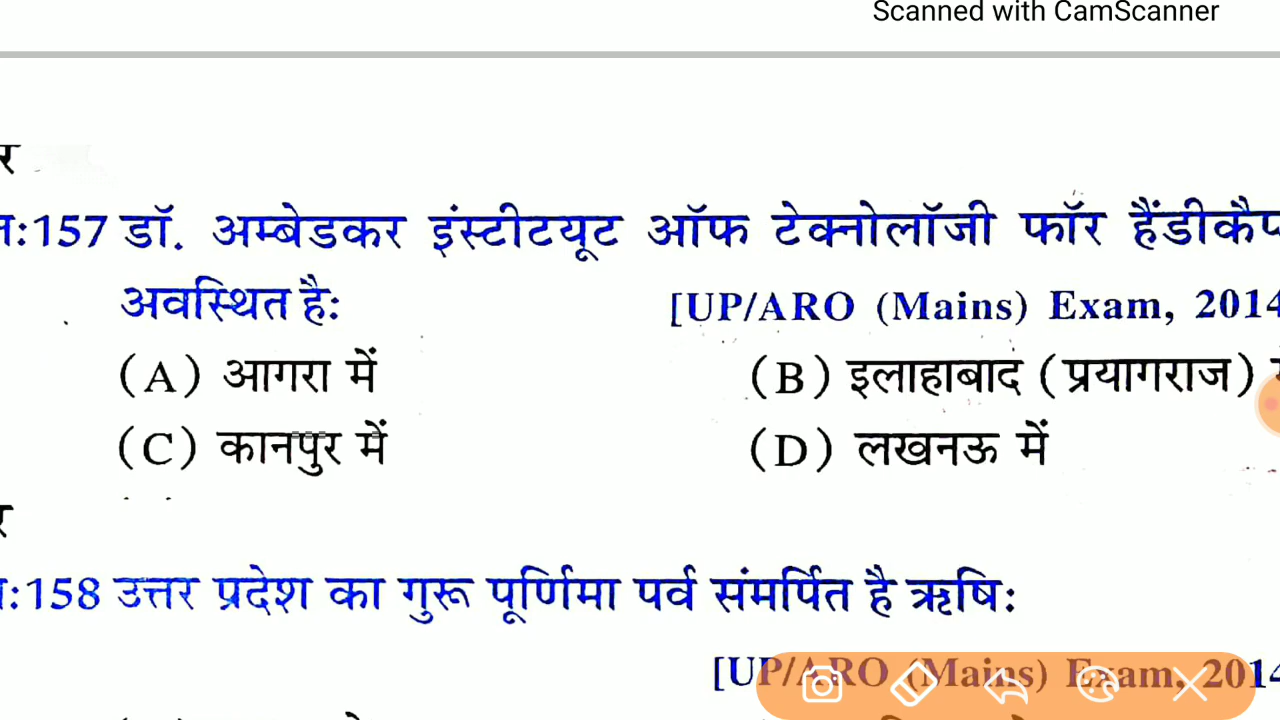 Scanned with CamScanner
र
:157 डॉ. अम्बेडकर इंस्टीटयूट ऑफ टेक्नोलॉजी फॉर
अवस्थित है:
[UP/ARO (Mains) Exam, 2014
(A) आगरा में
(B) इलाहाबाद (प्रयागराज)
(C) कानपुर में
(D) लखनऊ में
र
:158 उत्तर प्रदेश का गुरू पूर्णिमा पर्व संमर्पित है ऋषि:
[UP/ARO (Mains) Exam, 2014